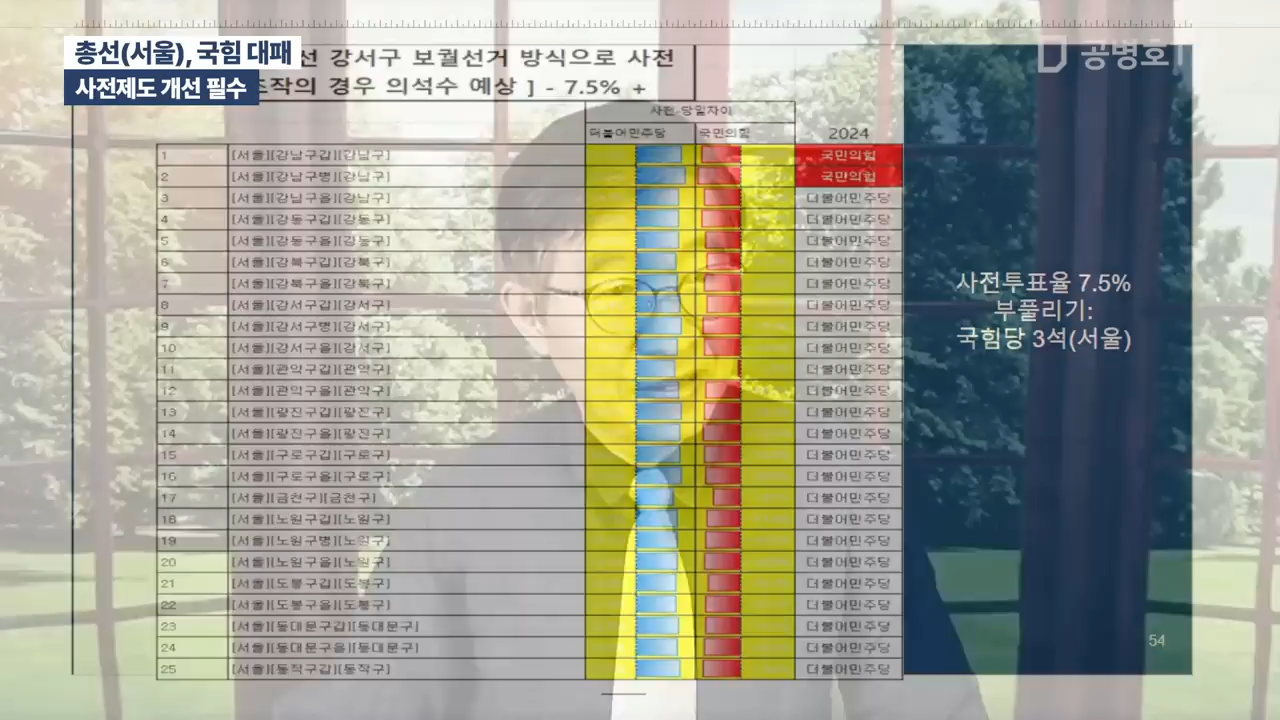 총선(서울), 국힘 대패
사전제도 개선 필수
선 강서구 보궐선거 방식으로 사전
조작의 경우 의석수 예상 ] - 7.5% +
공병호
사전-당일차이
더불어민주당 국민의힘 2024
1 [서울][강남구갑][강남구] 국민의힘
2 [서울][강남구병][강남구] 국민의힘
3 [서울][강남구을][강남구] 더불어민주당
4 [서울][강동구갑][강동구] 더불어민주당
5 [서울][강동구을][강동구] 더불어민주당
6 [서울][강북구갑][강북구] 더불어민주당
7 [서울][강북구을][강북구] 더불어민주당
8 [서울][강서구갑][강서구] 더불어민주당
9 [서울][강서구병][강서구] 더불어민주당
10 [서울][강서구을][강서구] 더불어민주당
11 [서울][관악구갑][관악구] 더불어민주당
12 [서울][관악구을][관악구] 더불어민주당
13 [서울][광진구갑][광진구] 더불어민주당
14 [서울][광진구을][광진구] 더불어민주당
15 [서울][구로구갑][구로구] 더불어민주당
16 [서울][구로구을][구로구] 더불어민주당
17 [서울][금천구][금천구] 더불어민주당
18 [서울][노원구갑][노원구] 더불어민주당
19 [서울][노원구병][노원구] 더불어민주당
20 [서울][노원구을][노원구] 더불어민주당
21 [서울][도봉구갑][도봉구] 더불어민주당
22 [서울][도봉구을][도봉구] 더불어민주당
23 [서울][동대문구갑][동대문구] 더불어민주당
24 [서울][동대문구을][동대문구] 더불어민주당
25 [서울][동작구갑][동작구] 더불어민주당
사전투표율 7.5%
부풀리기:
국힘당 3석(서울)
54